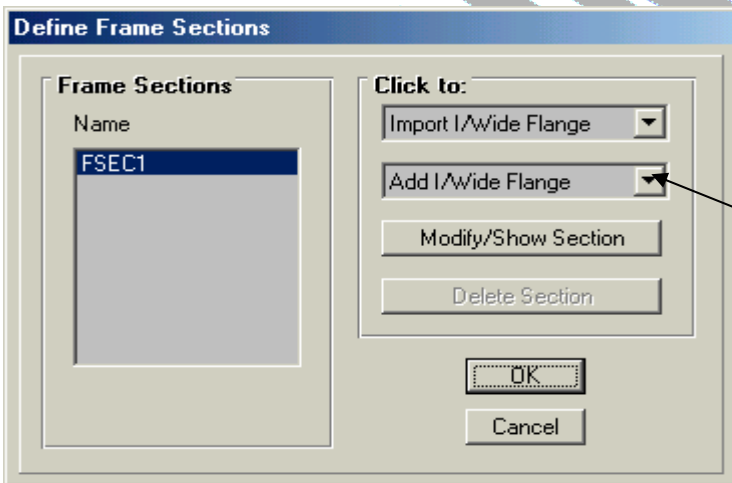 Define Frame Sections
Frame Sections
Name
FSEC1
Click to:
Import I/Wide Flange
Add I/Wide Flange
Modify/Show Section
Delete Section
OK
Cancel